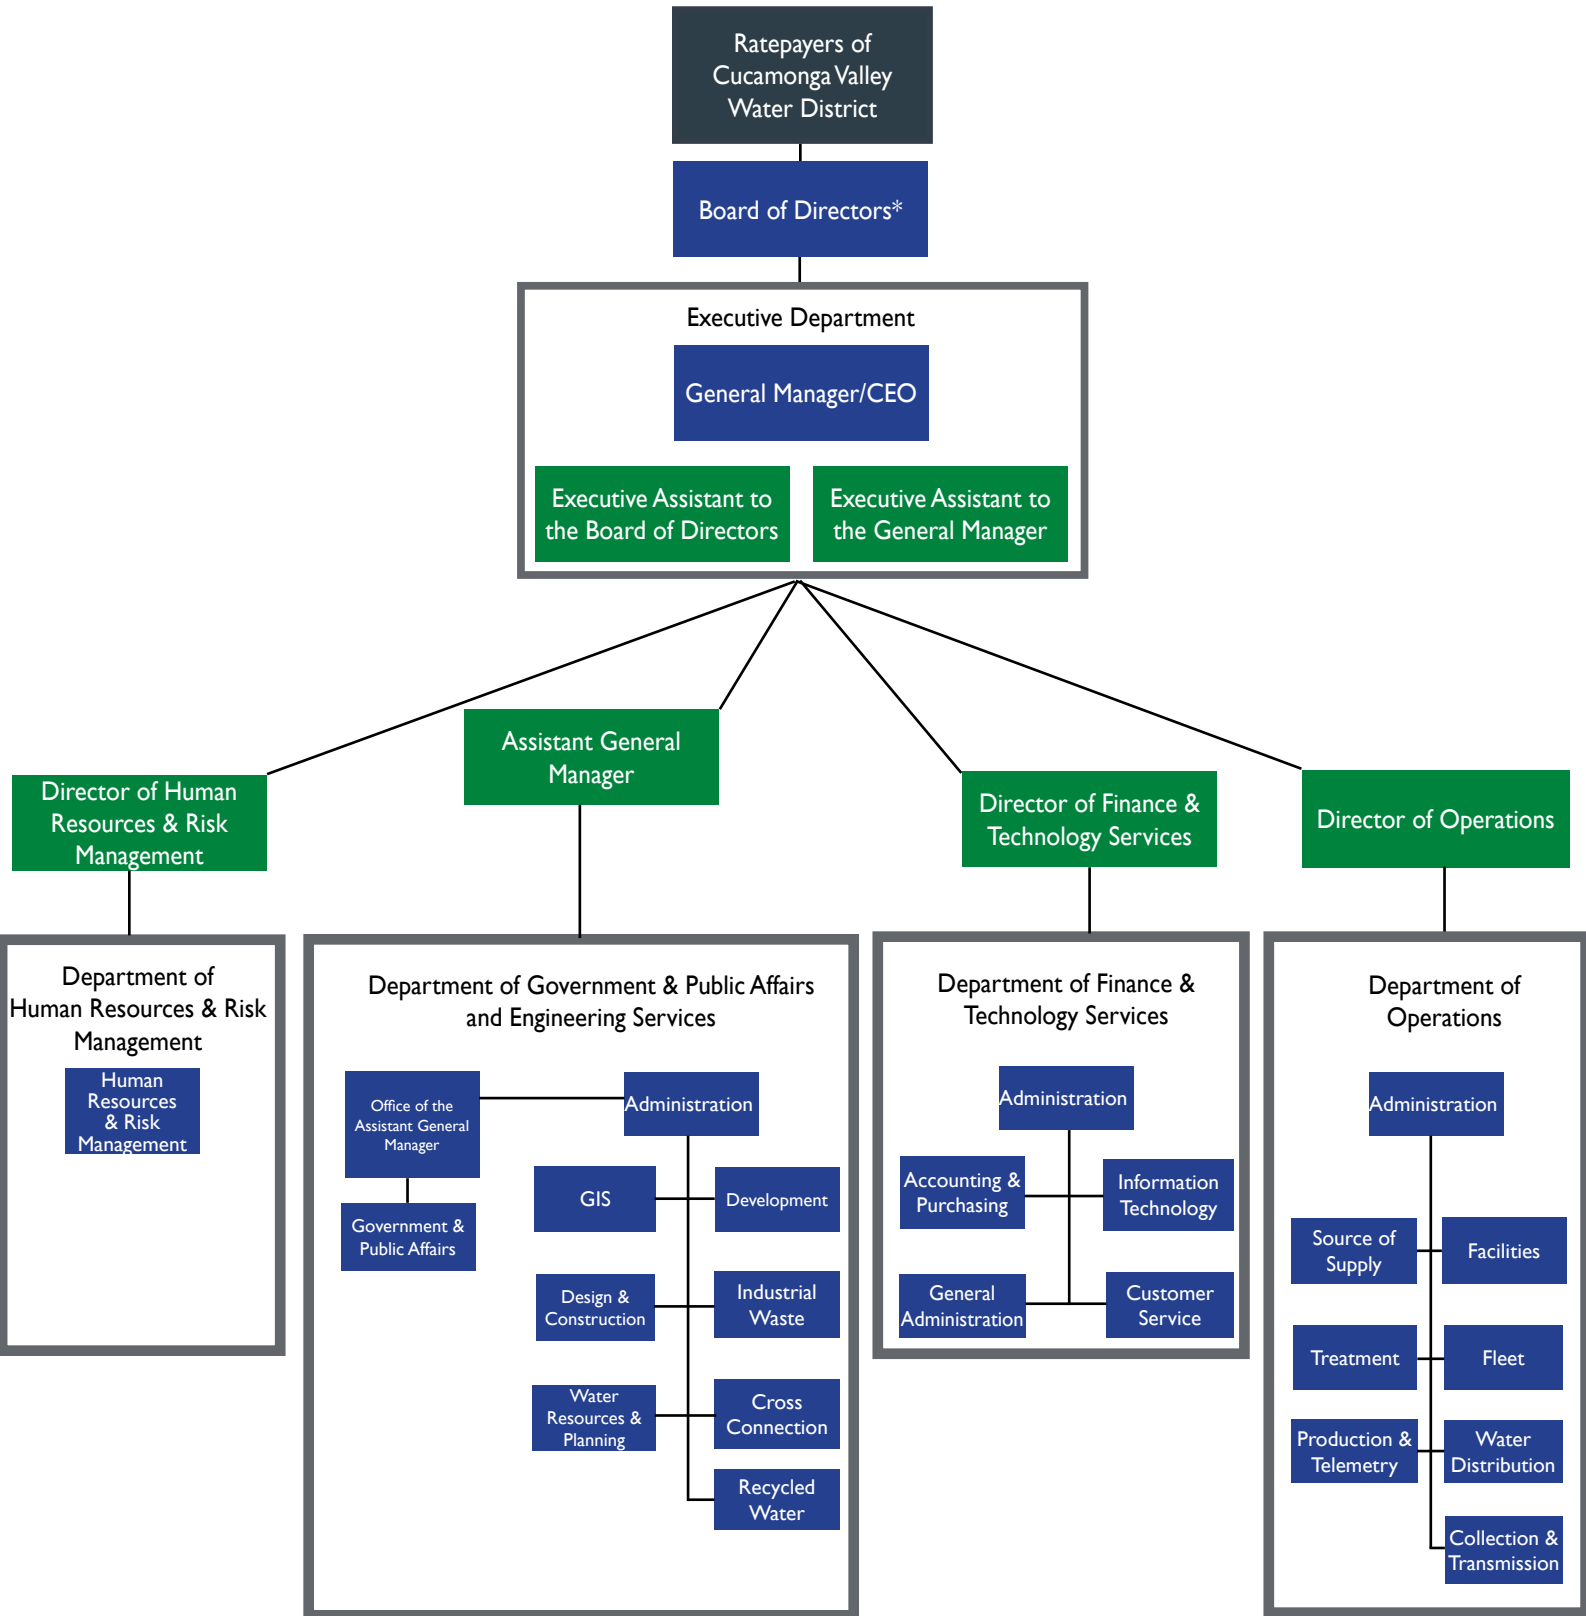 Ratepayers of
Cucamonga Valley
Water District
Board of Directors*
Executive Department
General Manager/CEO
Executive Assistant to
the Board of Directors
Executive Assistant to
the General Manager
Director of Human
Resources & Risk
Management
Assistant General
Manager
Director of Finance &
Technology Services
Director of Operations
Department of
Human Resources & Risk
Management
Human
Resources
& Risk
Management
Department of Government & Public Affairs
and Engineering Services
Office of the
Assistant General
Manager
Administration
Government &
Public Affairs
GIS
Development
Design &
Construction
Industrial
Waste
Water
Resources &
Planning
Cross
Connection
Recycled
Water
Department of Finance &
Technology Services
Administration
Accounting &
Purchasing
Information
Technology
General
Administration
Customer
Service
Department of
Operations
Administration
Source of
Supply
Facilities
Treatment
Fleet
Production &
Telemetry
Water
Distribution
Collection &
Transmission